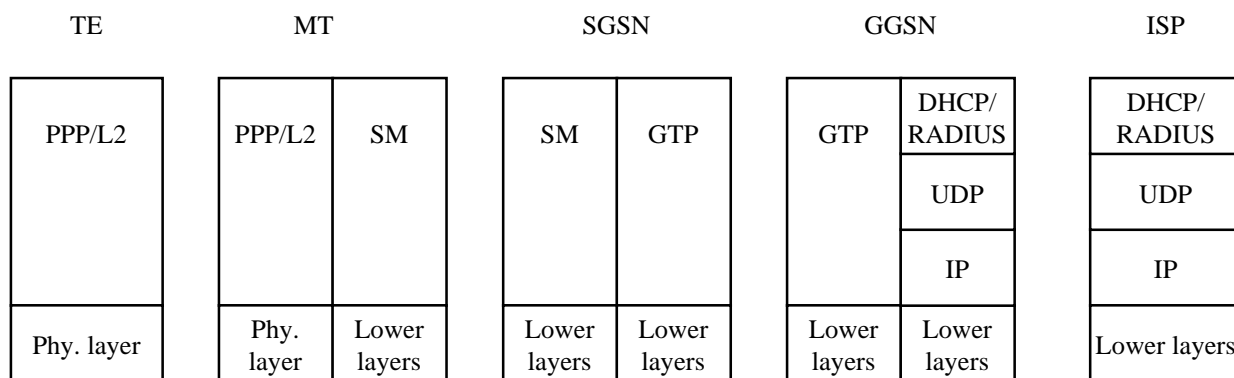 TE MT SGSN GGSN ISP
PPP/L2
Phy. layer
PPP/L2
Phy.
layer
SM
Lower
layers
SM
Lower
layers
GTP
Lower
layers
GTP
Lower
layers
DHCP/
RADIUS
UDP
IP
Lower
layers
DHCP/
RADIUS
UDP
IP
Lower layers